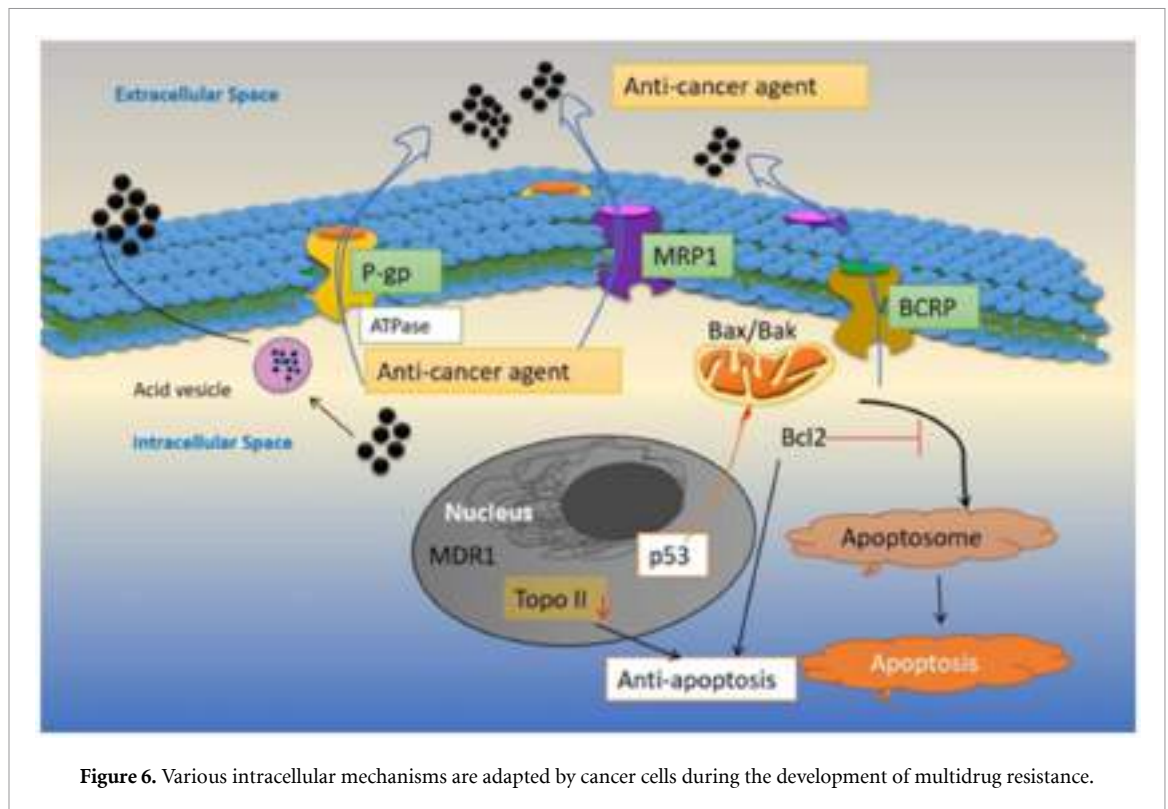 Extracellular Space
Anti-cancer agent
P-gp
MRP1
BCRP
ATPase
Bax/Bak
Anti-cancer agent
Acid vesicle
Intracellular Space
Bcl2
Nucleus
MDR1
p53
Apoptosome
Topo II
Anti-apoptosis
Apoptosis
Figure 6. Various intracellular mechanisms are adapted by cancer cells during the development of multidrug resistance.